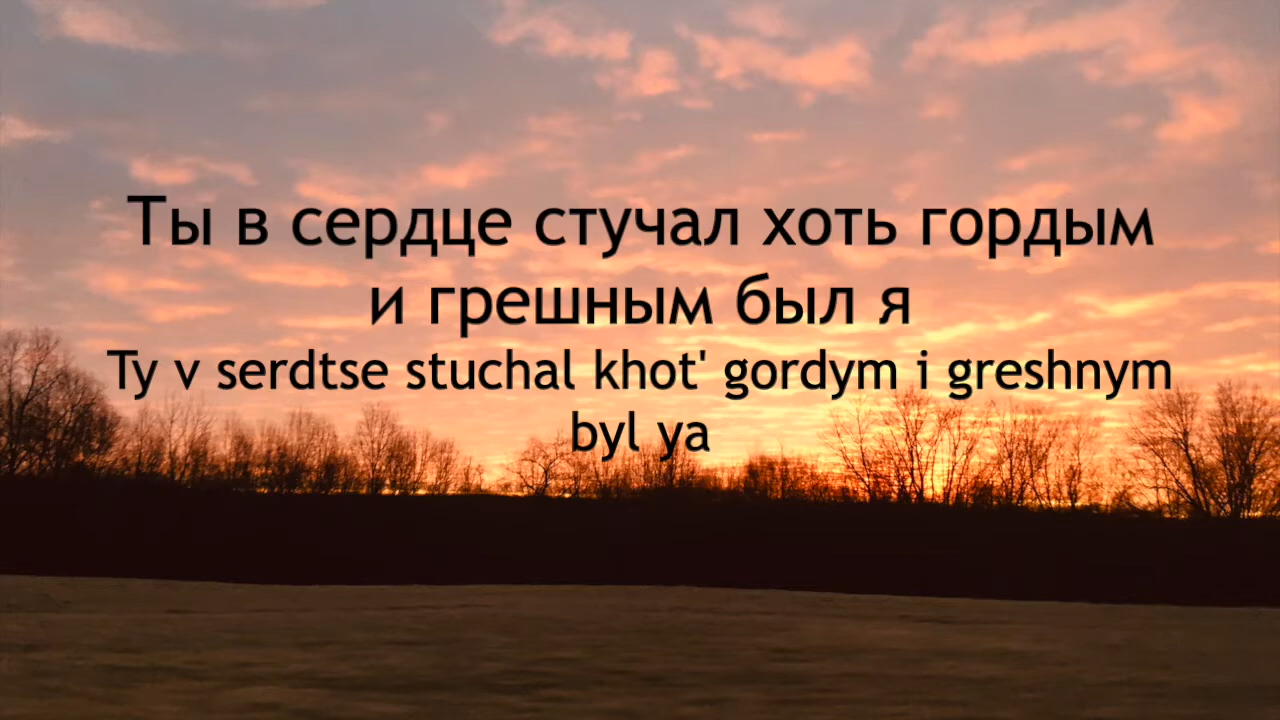 Ты в сердце стучал хоть гордым
и грешным был я
Ty v serdtse stuchal khot' gordym i greshnym
byl ya